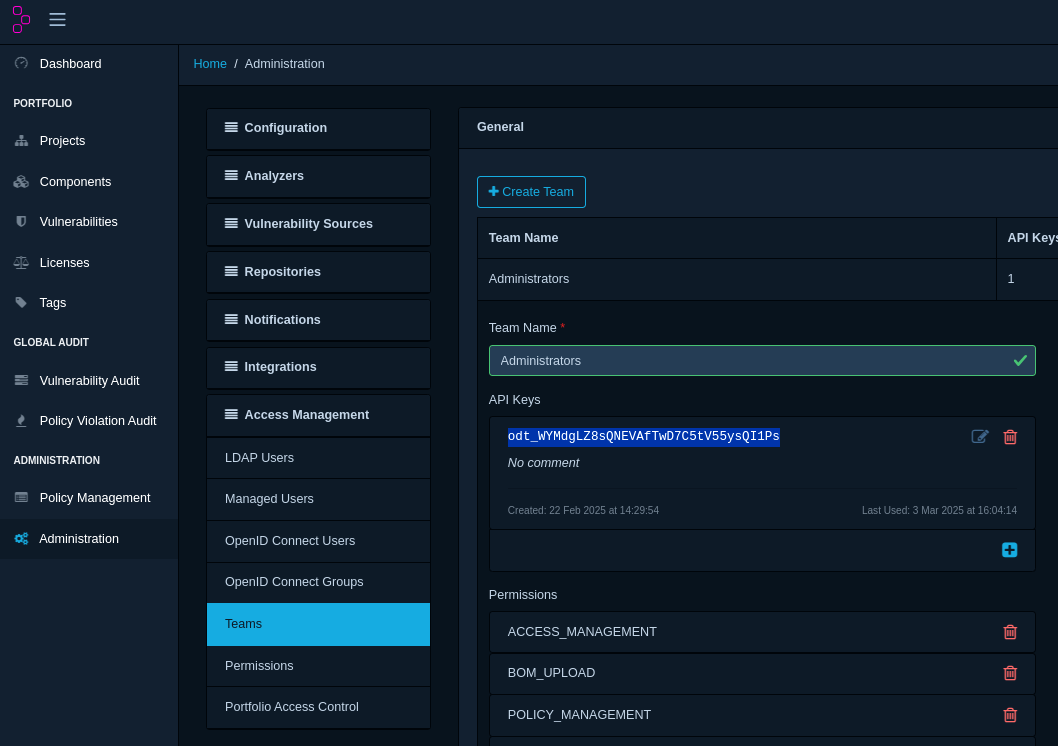 Dashboard
PORTFOLIO
Projects
Components
Vulnerabilities
Licenses
Tags
GLOBAL AUDIT
Vulnerability Audit
Policy Violation Audit
ADMINISTRATION
Policy Management
Administration
Home / Administration
Configuration
Analyzers
Vulnerability Sources
Repositories
Notifications
Integrations
Access Management
LDAP Users
Managed Users
OpenID Connect Users
OpenID Connect Groups
Teams
Permissions
Portfolio Access Control
General
Create Team
Team Name API Keys
Administrators 1
Team Name *
Administrators
API Keys
odt_WYMdgLZ8sQNEVAfTwD7C5tV55ysQI1Ps
No comment
Created: 22 Feb 2025 at 14:29:54 Last Used: 3 Mar 2025 at 16:04:14
Permissions
ACCESS_MANAGEMENT
BOM_UPLOAD
POLICY_MANAGEMENT